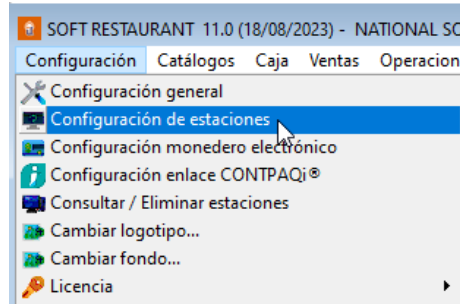 SOFT RESTAURANT 11.0 (18/08/2023) - NATIONAL SO
Configuración Catálogos Caja Ventas Operacion
Configuración general
Configuración de estaciones
Configuración monedero electrónico
Configuración enlace CONTPAQi®
Consultar / Eliminar estaciones
Cambiar logotipo...
Cambiar fondo...
Licencia